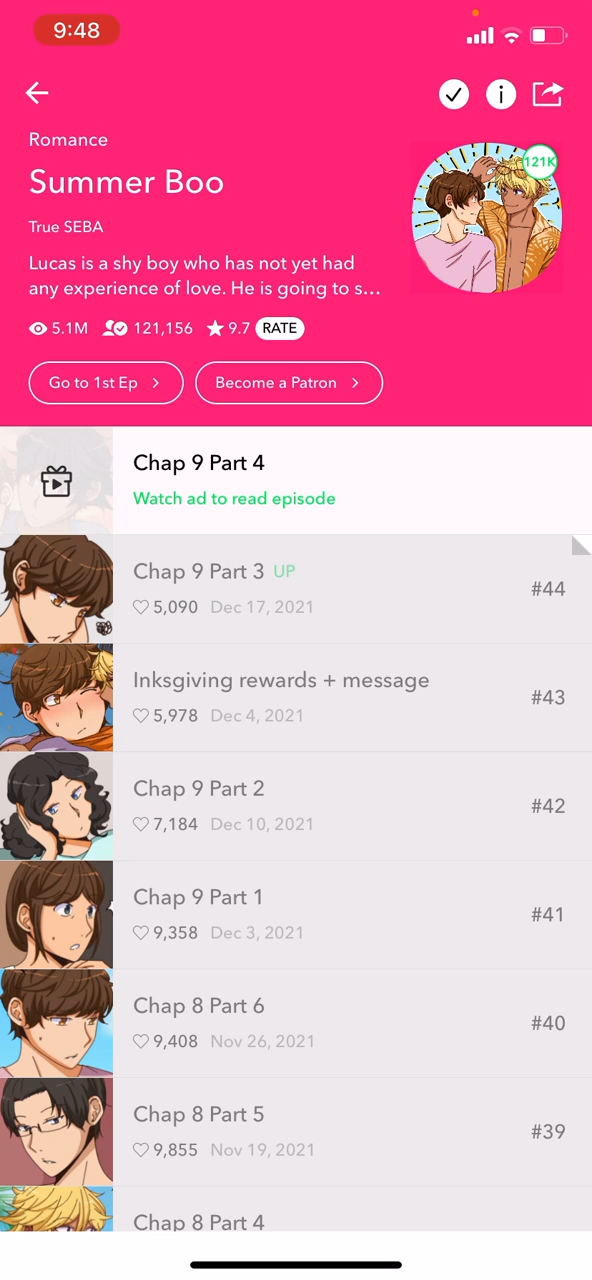 9:48
Romance
Summer Boo
121K
True SEBA
Lucas is a shy boy who has not yet had
any experience of love. He is going to s...
5.1M 121,156 9.7 RATE
Go to 1st Ep
Become a Patron
Chap 9 Part 4
Watch ad to read episode
Chap 9 Part 3 UP
5,090 Dec 17, 2021
#44
Inksgiving rewards + message
5,978 Dec 4, 2021
#43
Chap 9 Part 2
7,184 Dec 10, 2021
#42
Chap 9 Part 1
9,358 Dec 3, 2021
#41
Chap 8 Part 6
9,408 Nov 26, 2021
#40
Chap 8 Part 5
9,855 Nov 19, 2021
#39
Chap 8 Part 4